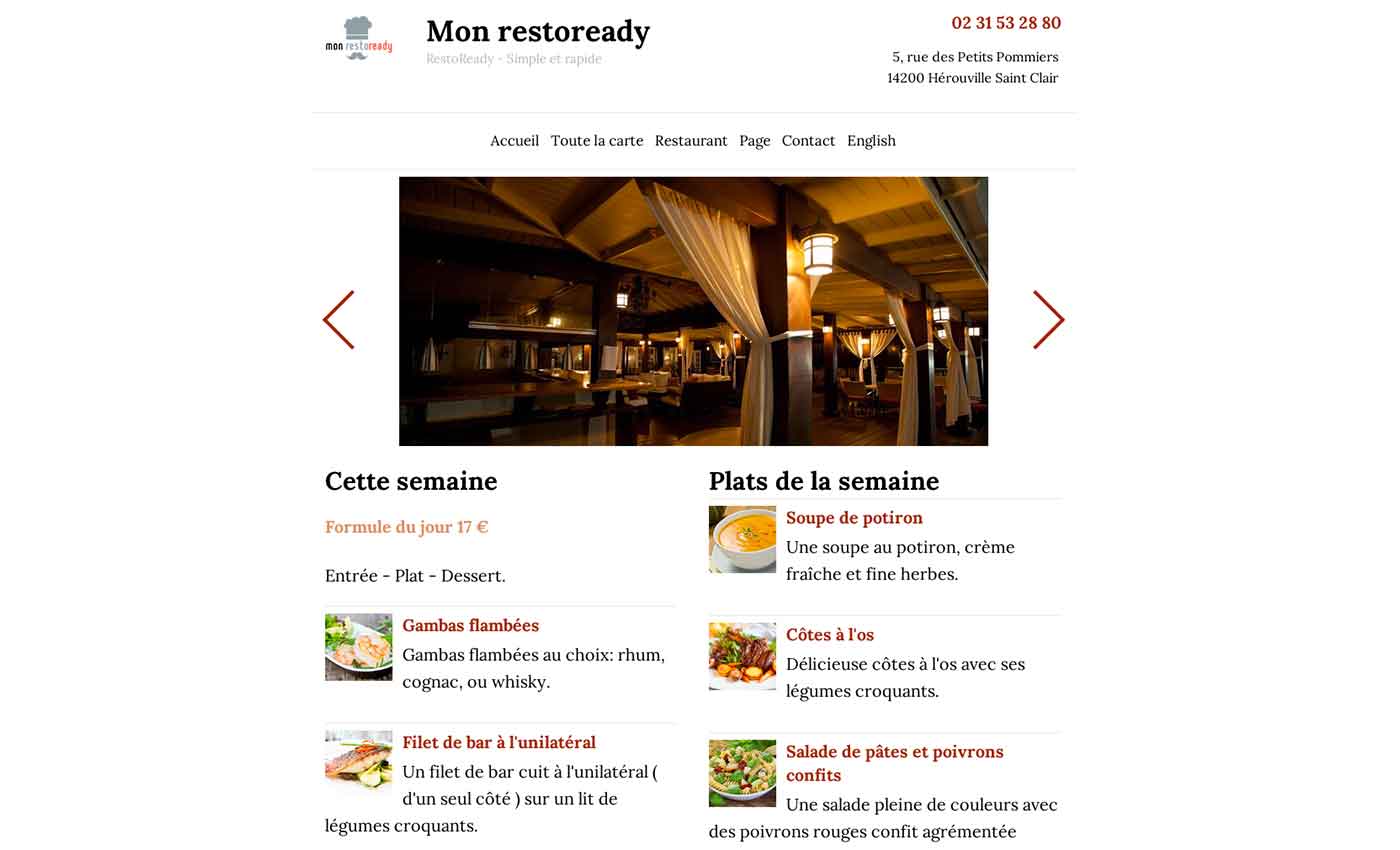 mon restoready
Mon restoready
RestoReady - Simple et rapide
02 31 53 28 80
5, rue des Petits Pommiers
14200 Hérouville Saint Clair
Accueil Toute la carte Restaurant Page Contact English
Cette semaine
Formule du jour 17 €
Entrée - Plat - Dessert.
Gambas flambées
Gambas flambées au choix: rhum,
cognac, ou whisky.
Filet de bar à l'unilatéral
Un filet de bar cuit à l'unilatéral (
d'un seul côté ) sur un lit de
légumes croquants.
Plats de la semaine
Soupe de potiron
Une soupe au potiron, crème
fraîche et fine herbes.
Côtes à l'os
Délicieuse côtes à l'os avec ses
légumes croquants.
Salade de pâtes et poivrons
confits
Une salade pleine de couleurs avec
des poivrons rouges confit agrémentée